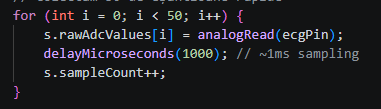 for (int i = 0; i < 50; i++) {
s.rawAdcValues[i] = analogRead(ecgPin);
delayMicroseconds(1000); // ~1ms sampling
s.sampleCount++;
}